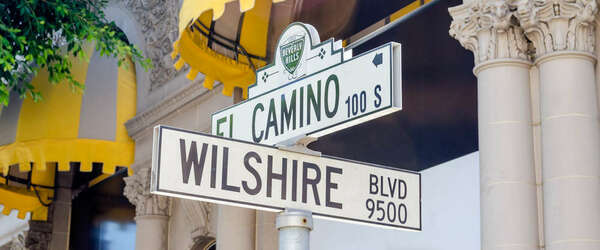 BEVERLY HILLS
EL CAMINO 100 S
WILSHIRE BLVD 9500